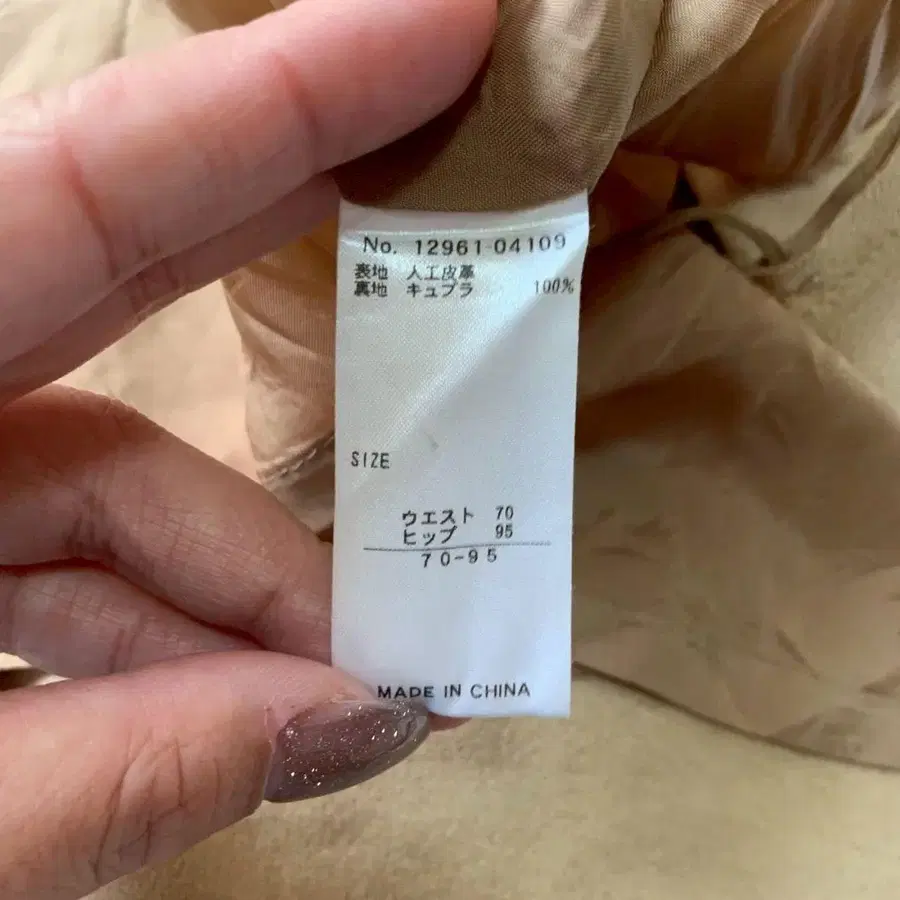 No. 12961-04109
表地 人工皮革
裏地 キュプラ 100%
SIZE
ウエスト 70
ヒップ 95
70-95
MADE IN CHINA